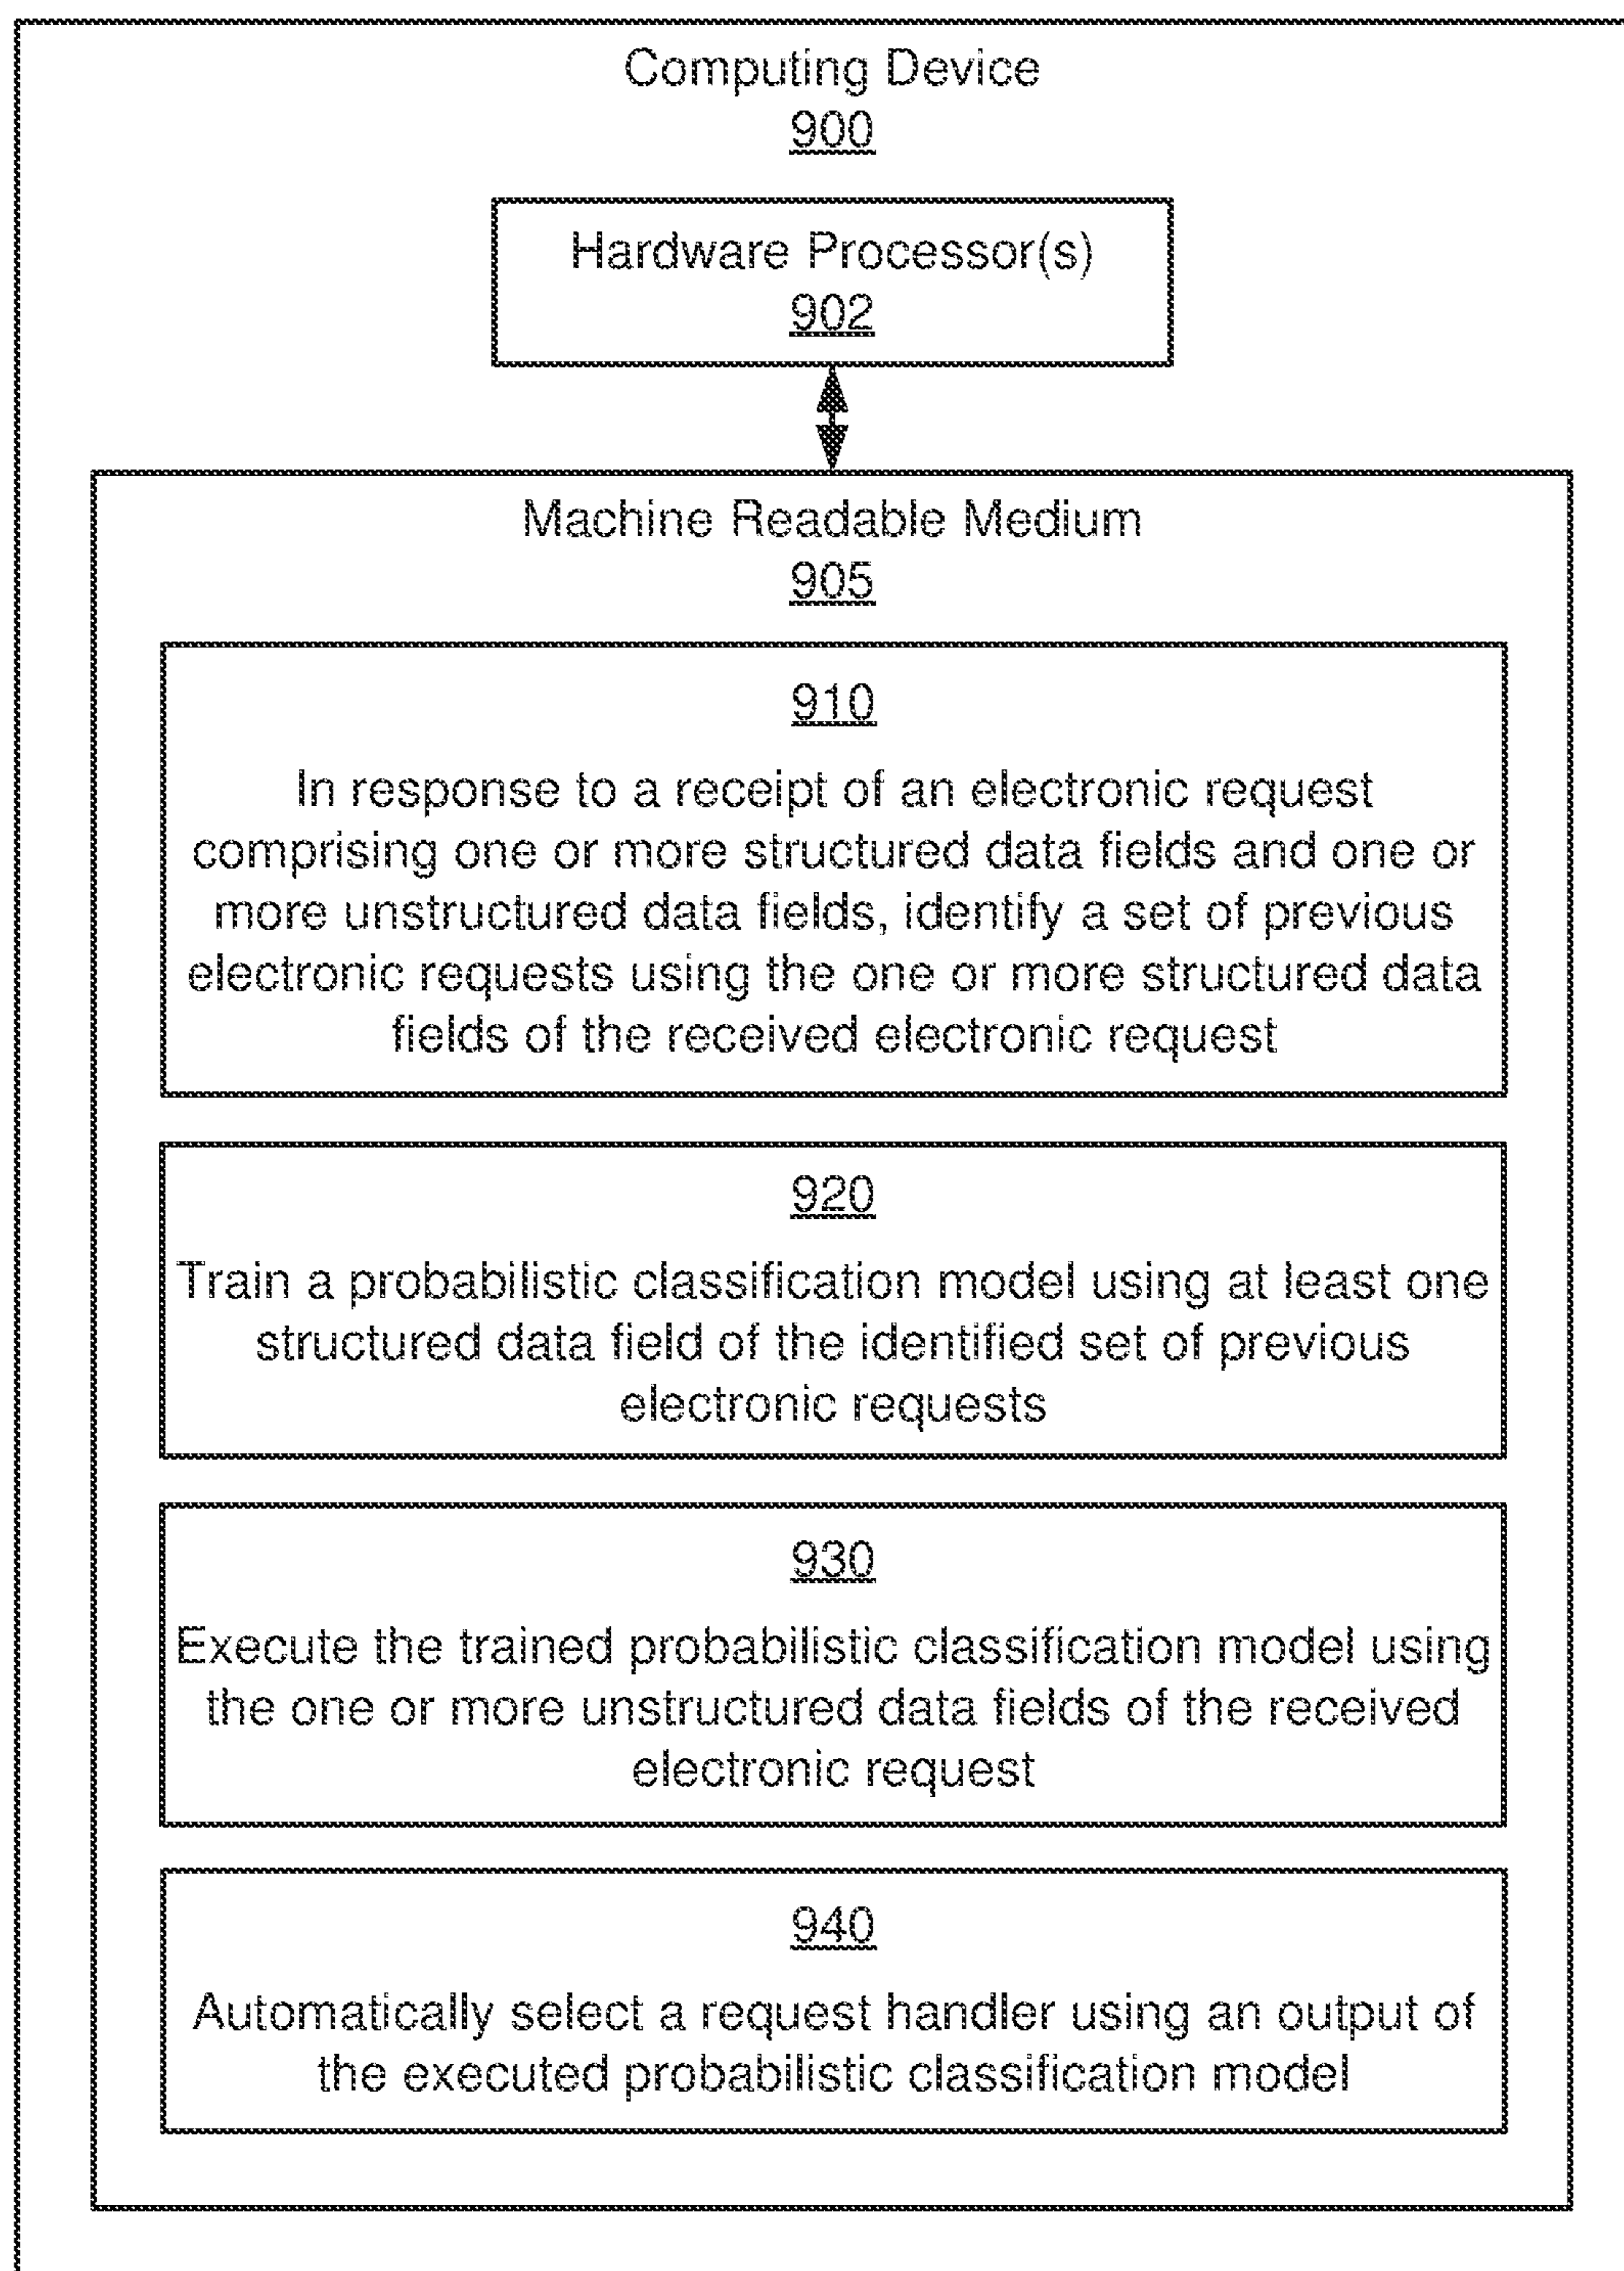 Computing Device
900
Hardware Processor(s)
902
Machine Readable Medium
905
910
In response to a receipt of an electronic request
comprising one or more structured data fields and one or
more unstructured data fields, identify a set of previous
electronic requests using the one or more structured data
fields of the received electronic request
920
Train a probabilistic classification model using at least one
structured data field of the identified set of previous
electronic requests
930
Execute the trained probabilistic classification model using
the one or more unstructured data fields of the received
electronic request
940
Automatically select a request handler using an output of
the executed probabilistic classification model